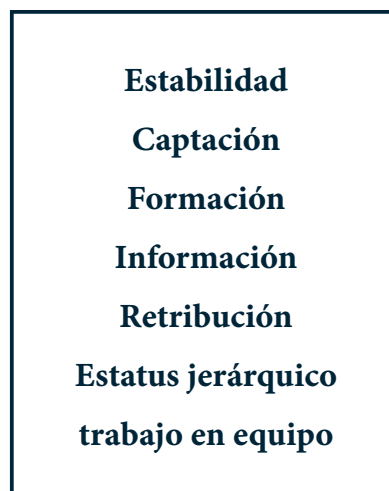 Estabilidad
Captación
Formación
Información
Retribución
Estatus jerárquico
trabajo en equipo